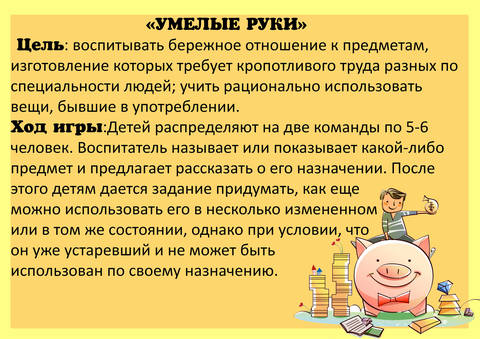 «УМЕЛЫЕ РУКИ»
Цель: воспитывать бережное отношение к предметам,
изготовление которых требует кропотливого труда разных по
специальности людей; учить рационально использовать
вещи, бывшие в употреблении.
Ход игры:Детей распределяют на две команды по 5-6
человек. Воспитатель называет или показывает какой-либо
предмет и предлагает рассказать о его назначении. После
этого детям дается задание придумать, как еще
можно использовать его в несколько измененном
или в том же состоянии, однако при условии, что
он уже устаревший и не может быть
использован по своему назначению.